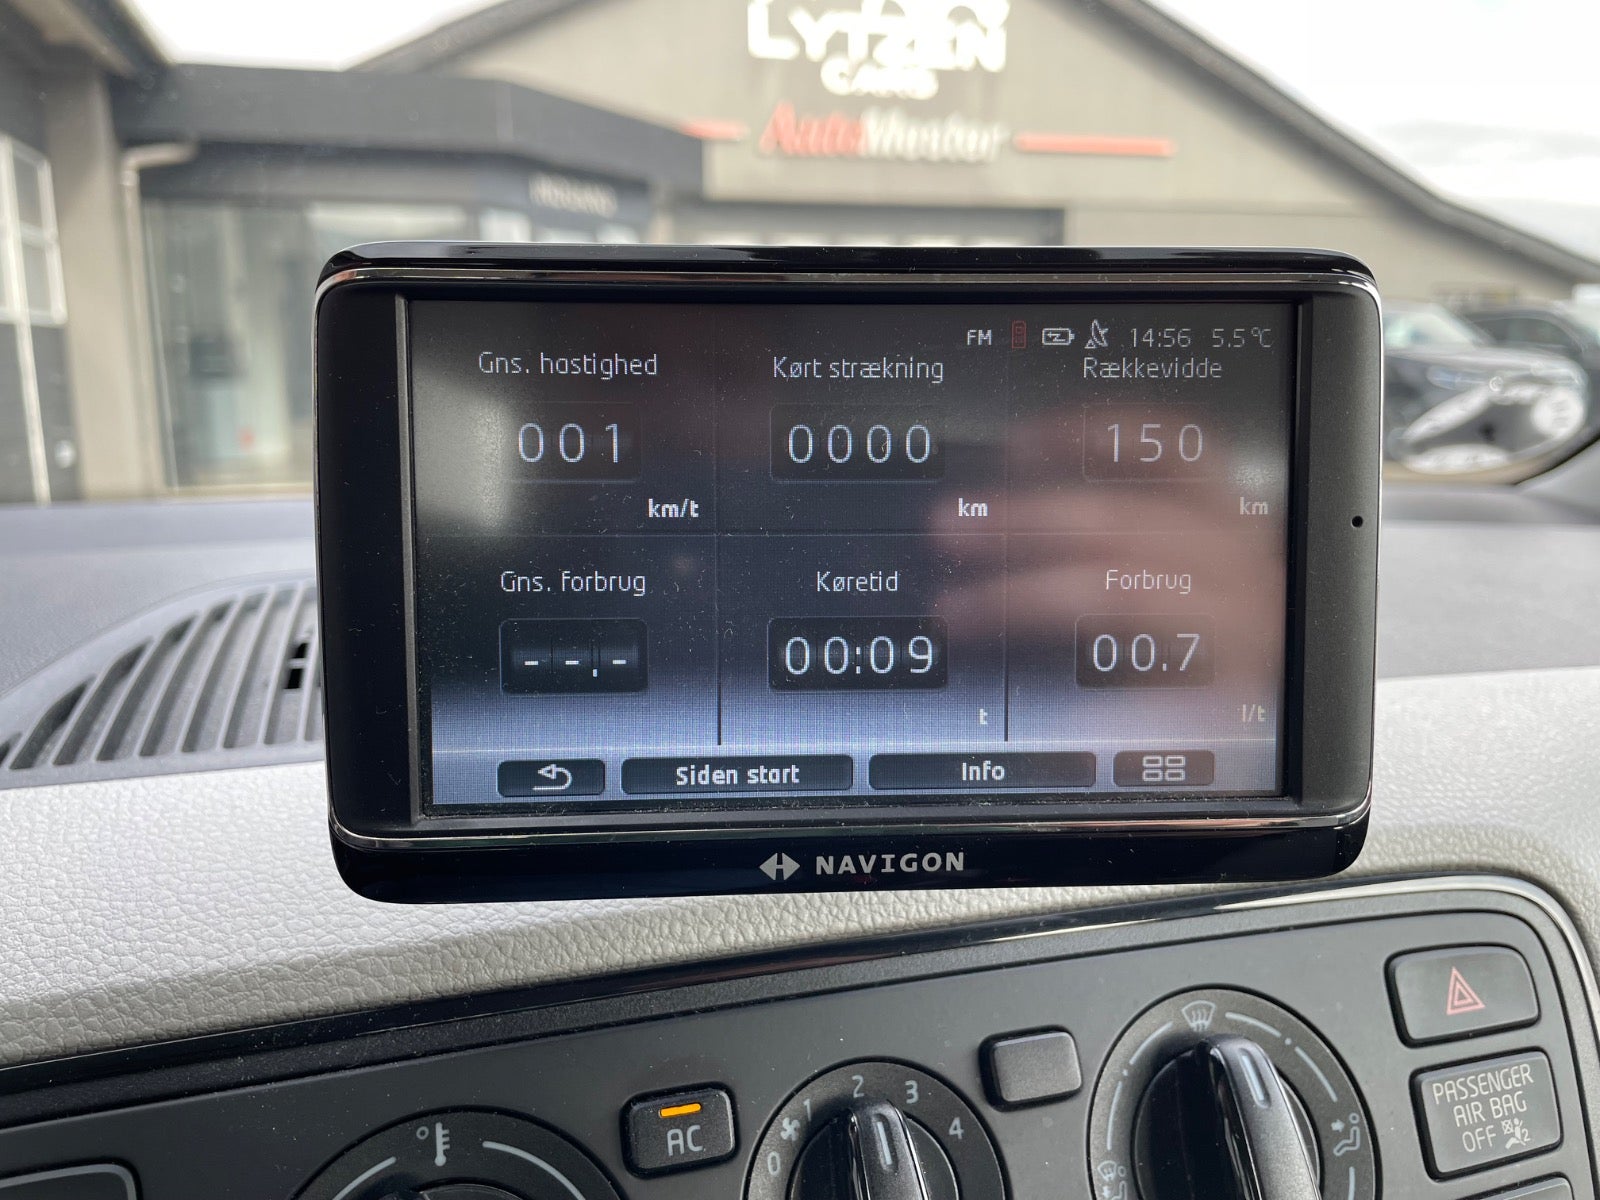 LYTZEN
CARS
AutoMester
FM 14:56 5.5 °C
Gns. hastighed
Kørt strækning
Rækkevidde
001
0000
150
km/t
km
km
Gns. forbrug
Køretid
Forbrug
--,-
00:09
00.7
t
l/t
Siden start
Info
NAVIGON
AC
0
1
2
3
4
PASSENGER
AIR BAG
OFF
2